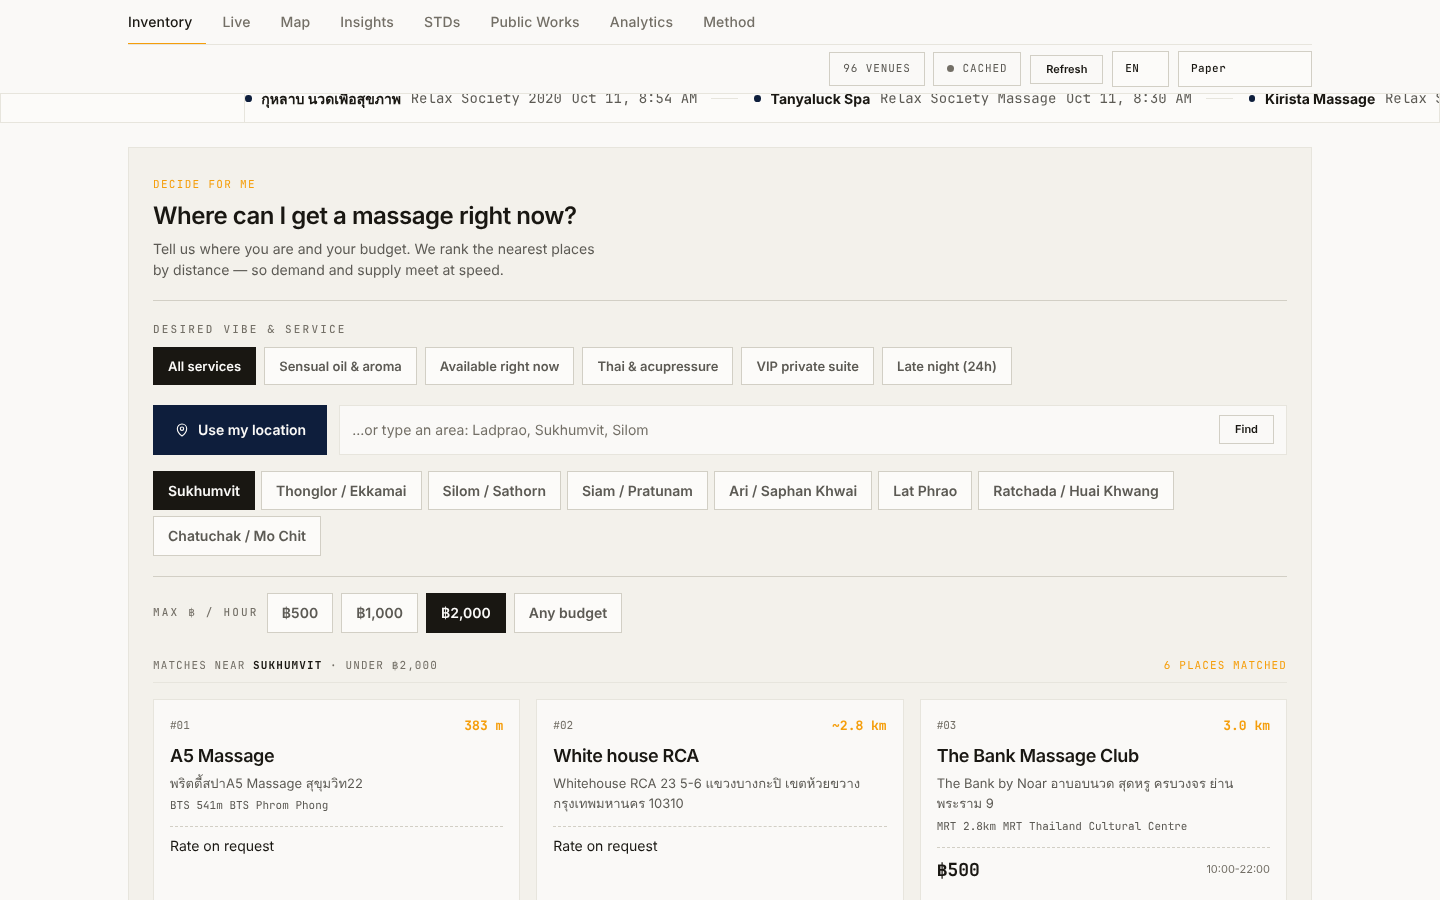 Inventory Live Map Insights STDs Public Works Analytics Method
96 VENUES CACHED Refresh EN Paper
กุหลาบ นวดเพื่อสุขภาพ Relax Society 2020 Oct 11, 8:54 AM Tanyaluck Spa Relax Society Massage Oct 11, 8:30 AM Kirista Massage Relax
DECIDE FOR ME
Where can I get a massage right now?
Tell us where you are and your budget. We rank the nearest places
by distance — so demand and supply meet at speed.
DESIRED VIBE & SERVICE
All services Sensual oil & aroma Available right now Thai & acupressure VIP private suite Late night (24h)
Use my location ...or type an area: Ladprao, Sukhumvit, Silom Find
Sukhumvit Thonglor / Ekkamai Silom / Sathorn Siam / Pratunam Ari / Saphan Khwai Lat Phrao Ratchada / Huai Khwang
Chatuchak / Mo Chit
MAX ฿ / HOUR ฿500 ฿1,000 ฿2,000 Any budget
MATCHES NEAR SUKHUMVIT · UNDER ฿2,000 6 PLACES MATCHED
#01 383 m
A5 Massage
พริตตี้สปาA5 Massage สุขุมวิท22
BTS 541m BTS Phrom Phong
Rate on request
#02 ~2.8 km
White house RCA
Whitehouse RCA 23 5-6 แขวงบางกะปิ เขตห้วยขวาง
กรุงเทพมหานคร 10310
Rate on request
#03 3.0 km
The Bank Massage Club
The Bank by Noar อาบอบนวด สุดหรู ครบวงจร ย่าน
พระราม 9
MRT 2.8km MRT Thailand Cultural Centre
฿500 10:00-22:00